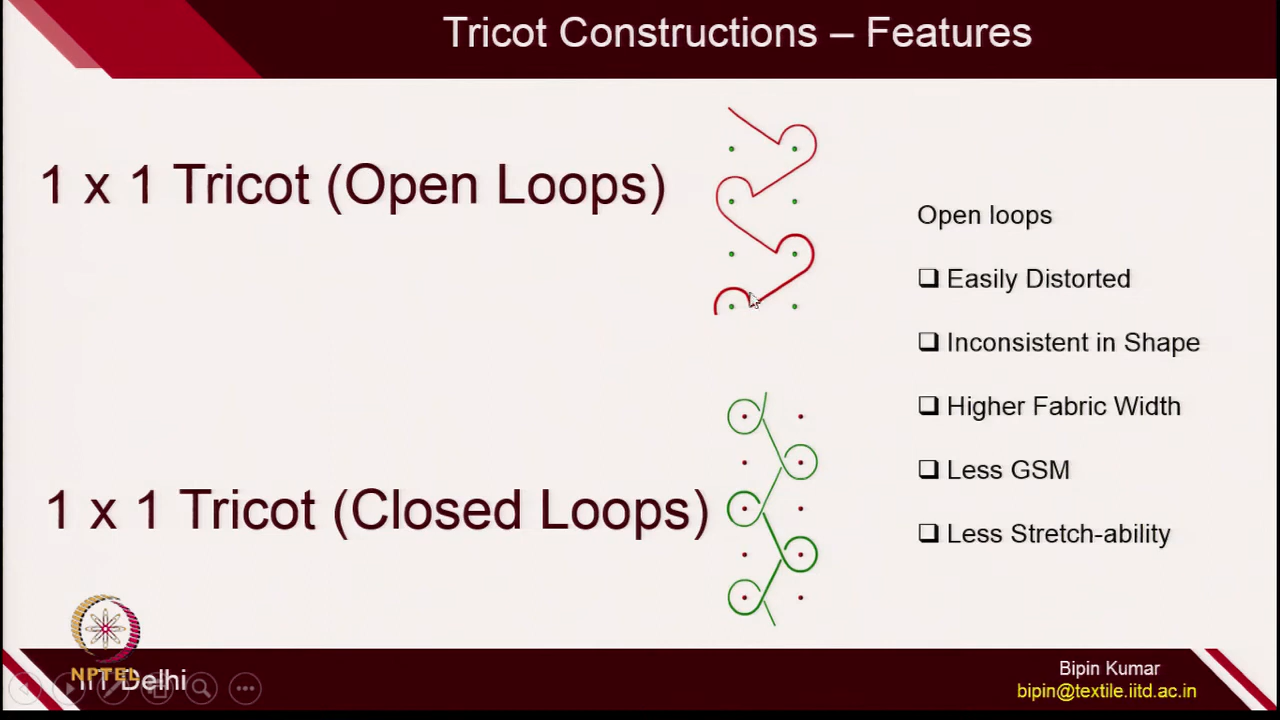 Tricot Constructions – Features
1 x 1 Tricot (Open Loops)
1 x 1 Tricot (Closed Loops)
Open loops
❑ Easily Distorted
❑ Inconsistent in Shape
❑ Higher Fabric Width
❑ Less GSM
❑ Less Stretch-ability
NPTEL
IIT Delhi
Bipin Kumar
bipin@textile.iitd.ac.in